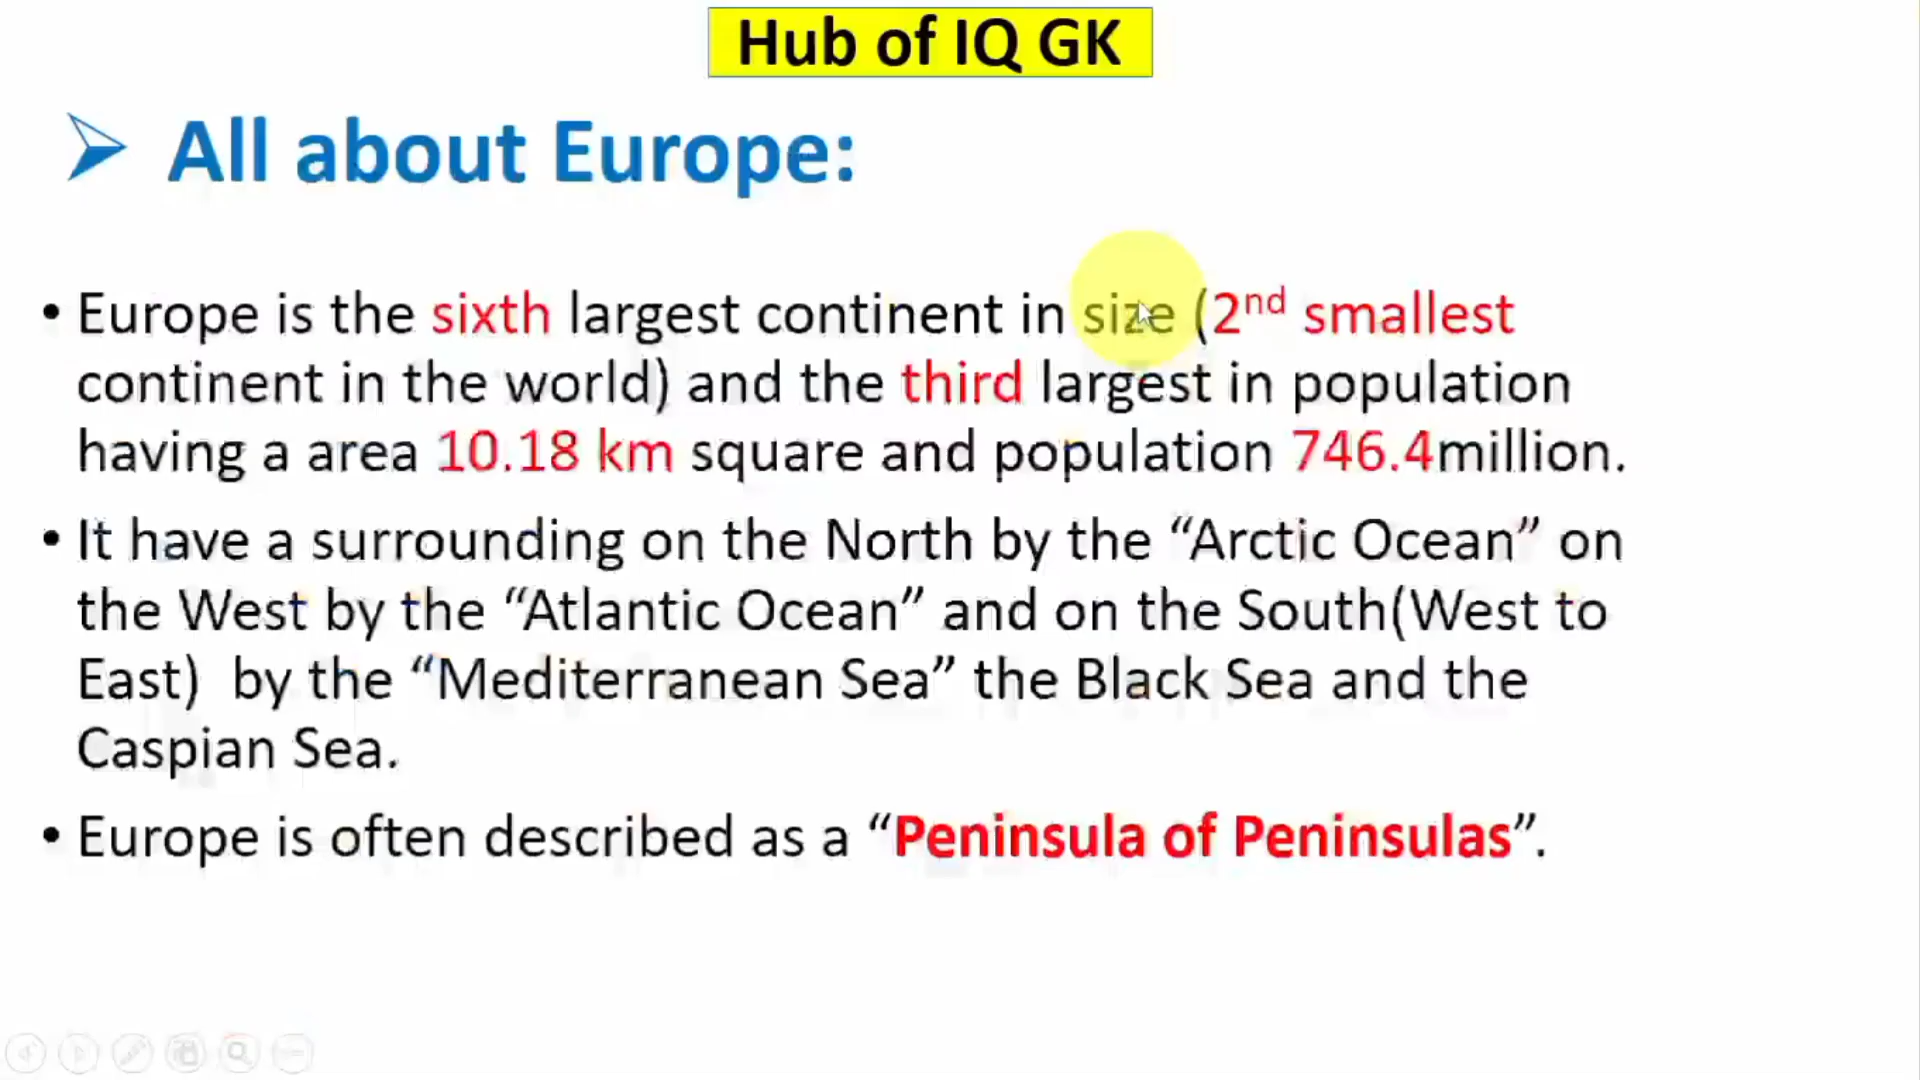 Hub of IQ GK
All about Europe:
• Europe is the sixth largest continent in size (2nd smallest
continent in the world) and the third largest in population
having a area 10.18 km square and population 746.4million.
• It have a surrounding on the North by the “Arctic Ocean” on
the West by the “Atlantic Ocean” and on the South(West to
East) by the “Mediterranean Sea” the Black Sea and the
Caspian Sea.
• Europe is often described as a “Peninsula of Peninsulas”.